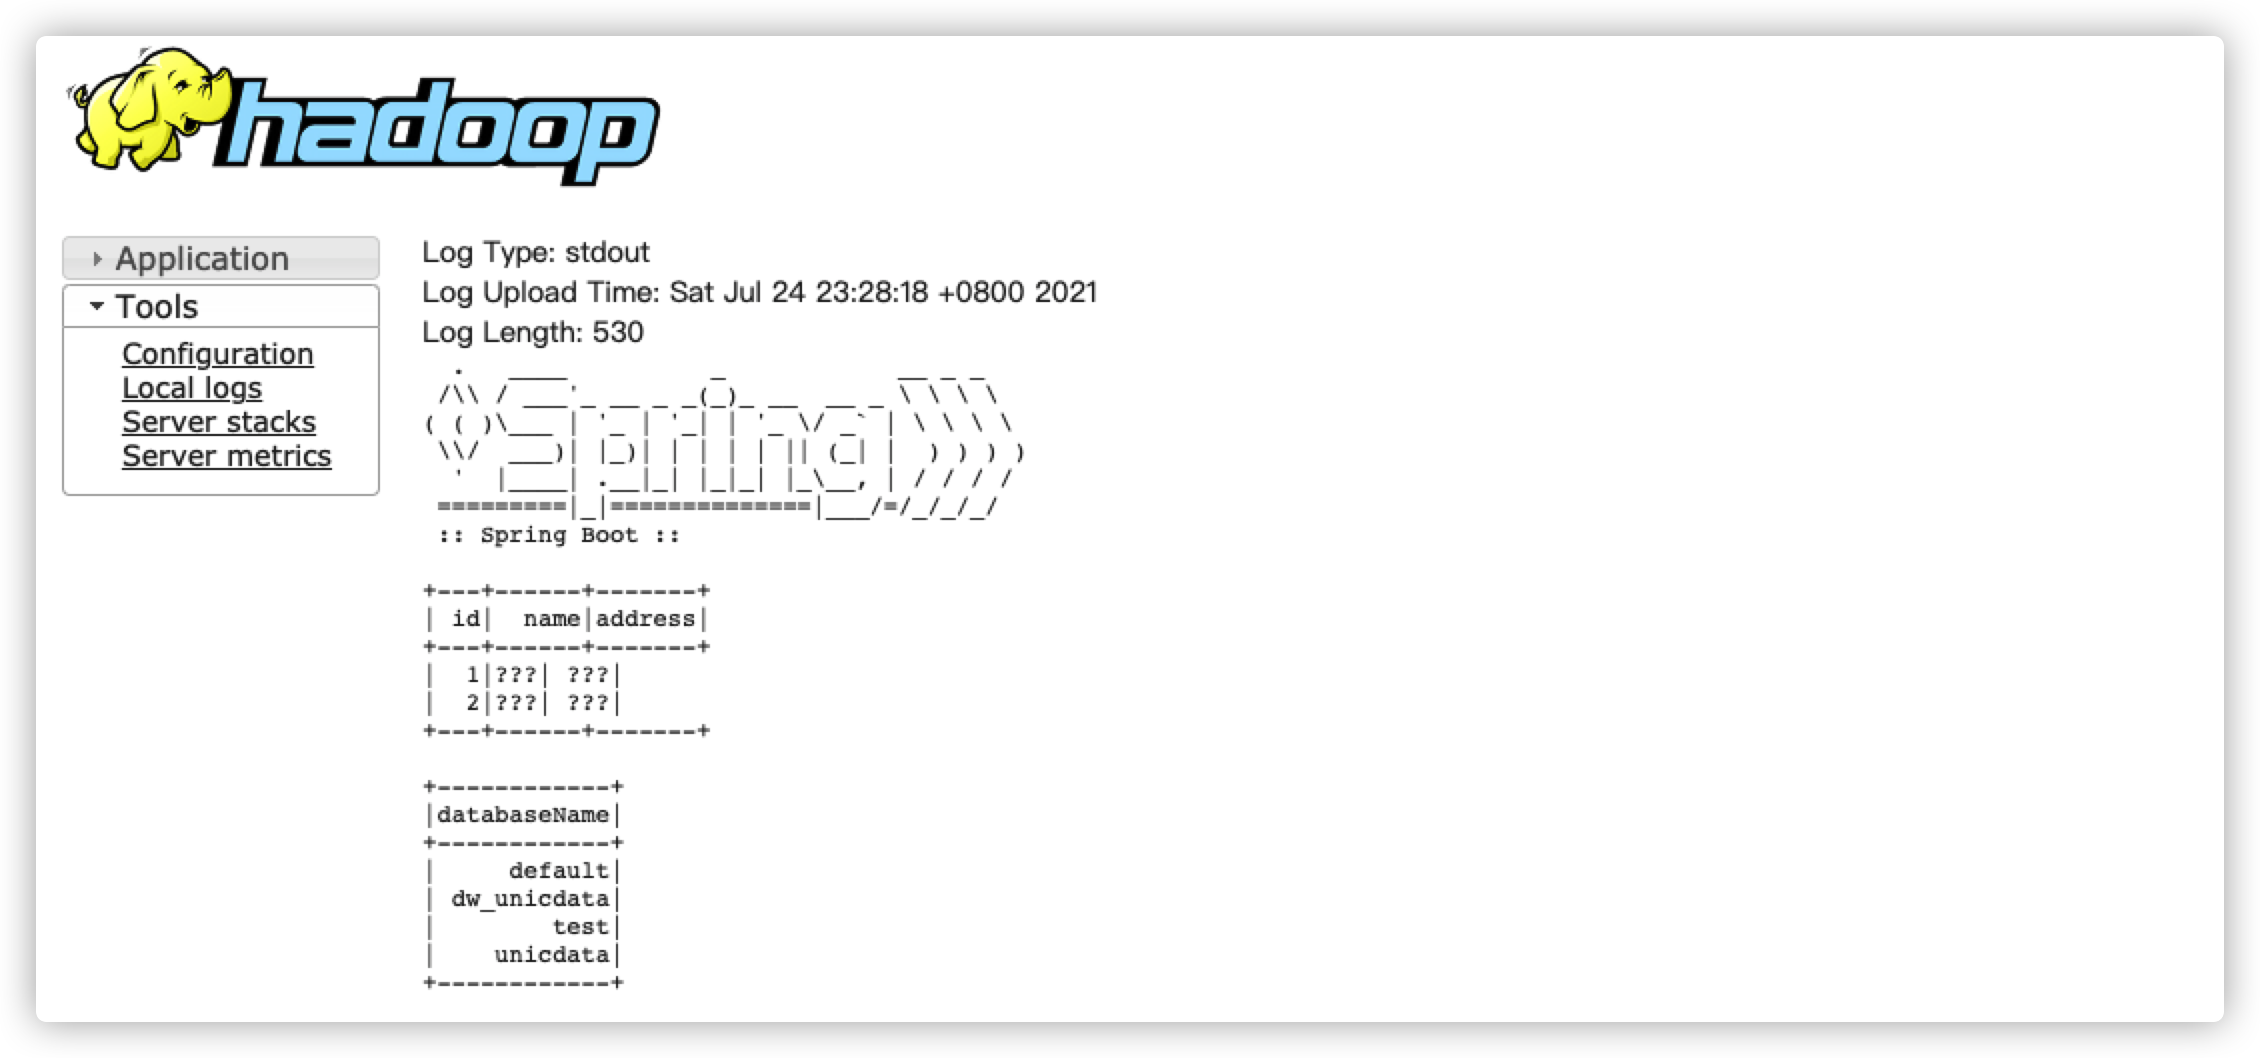 hadoop
Application
Tools
Configuration
Local logs
Server stacks
Server metrics
Log Type: stdout
Log Upload Time: Sat Jul 24 23:28:18 +0800 2021
Log Length: 530
  .   ____          _            __ _ _
 /\\ / ___'_ __ _ _(_)_ __  __ _ \ \ \ \
( ( )\___ | '_ | '_| | '_ \/ _` | \ \ \ \
 \\/  ___)| |_)| | | | | || (_| |  ) ) ) )
  '  |____| .__|_| |_|_| |_\__, | / / / /
 =========|_|==============|___/=/_/_/_/
 :: Spring Boot ::
+---+------+-------+
| id|  name|address|
+---+------+-------+
|  1|???| ???|
|  2|???| ???|
+---+------+-------+
+------------+
|databaseName|
+------------+
|     default|
| dw_unicdata|
|        test|
|    unicdata|
+------------+